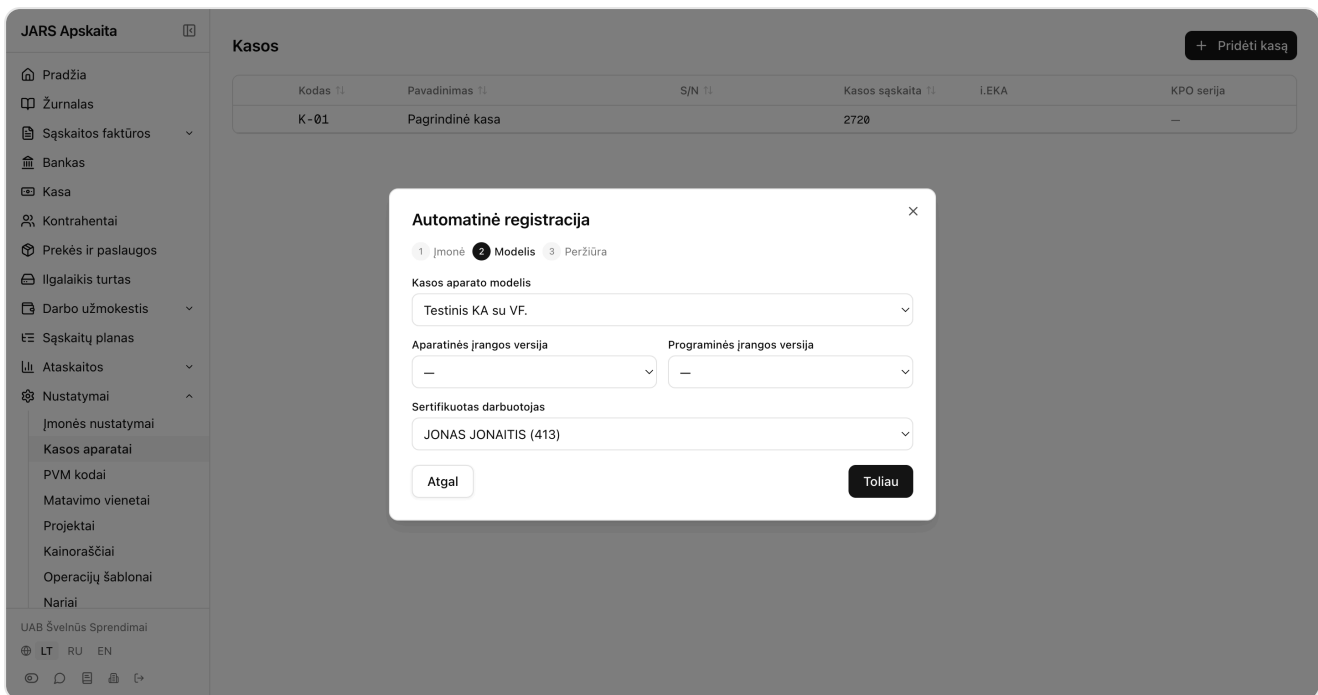 JARS Apskaita
Pradžia
Žurnalas
Sąskaitos faktūros
Bankas
Kasa
Kontrahentai
Prekės ir paslaugos
Ilgalaikis turtas
Darbo užmokestis
Sąskaitų planas
Ataskaitos
Nustatymai
Įmonės nustatymai
Kasos aparatai
PVM kodai
Matavimo vienetai
Projektai
Kainoraščiai
Operacijų šablonai
Nariai
UAB Švelnūs Sprendimai
LT RU EN
Kasos
+ Pridėti kasą
Kodas Pavadinimas S/N Kasos sąskaita i.EKA KPO serija
K-01 Pagrindinė kasa 2720 —
Automatinė registracija
1 Įmonė 2 Modelis 3 Peržiūra
Kasos aparato modelis
Testinis KA su VF.
Aparatinės įrangos versija Programinės įrangos versija
— —
Sertifikuotas darbuotojas
JONAS JONAITIS (413)
Atgal Toliau